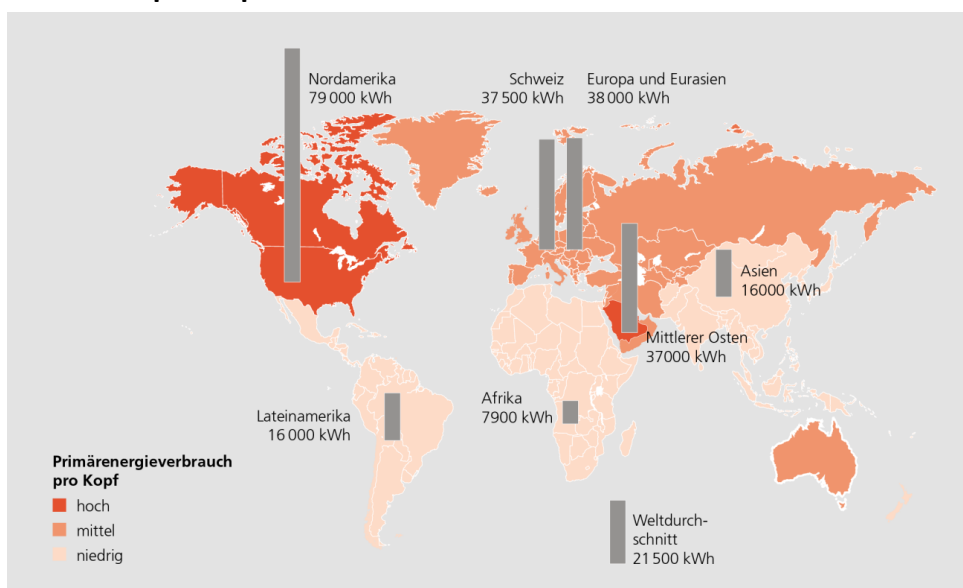 Nordamerika
79 000 kWh
Schweiz
37 500 kWh
Europa und Eurasien
38 000 kWh
Asien
16000 kWh
Mittlerer Osten
37000 kWh
Lateinamerika
16 000 kWh
Afrika
7900 kWh
Primärenergieverbrauch
pro Kopf
hoch
mittel
niedrig
Weltdurch-
schnitt
21 500 kWh